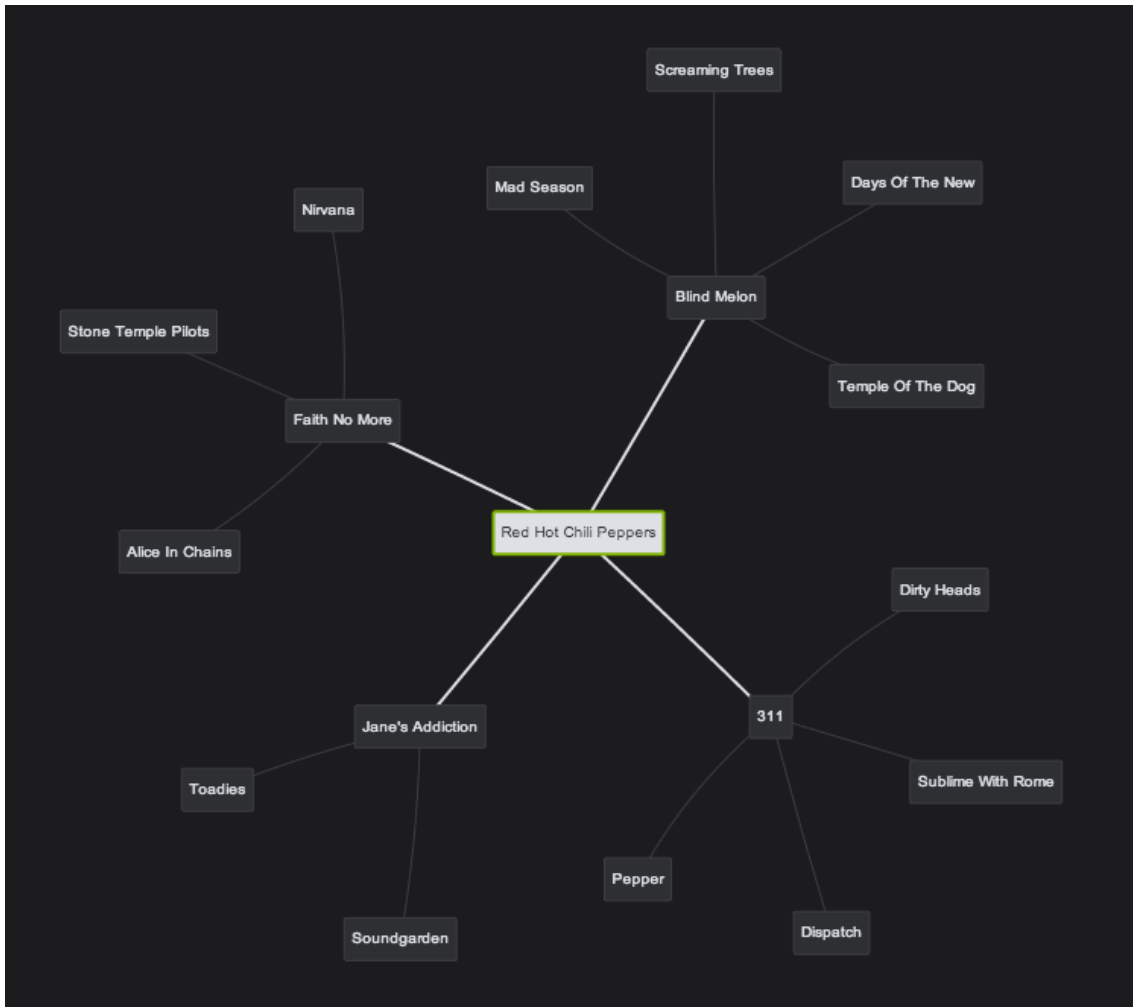 Screaming Trees
Mad Season
Days Of The New
Nirvana
Blind Melon
Stone Temple Pilots
Temple Of The Dog
Faith No More
Red Hot Chili Peppers
Alice In Chains
Dirty Heads
311
Jane's Addiction
Sublime With Rome
Toadies
Pepper
Dispatch
Soundgarden